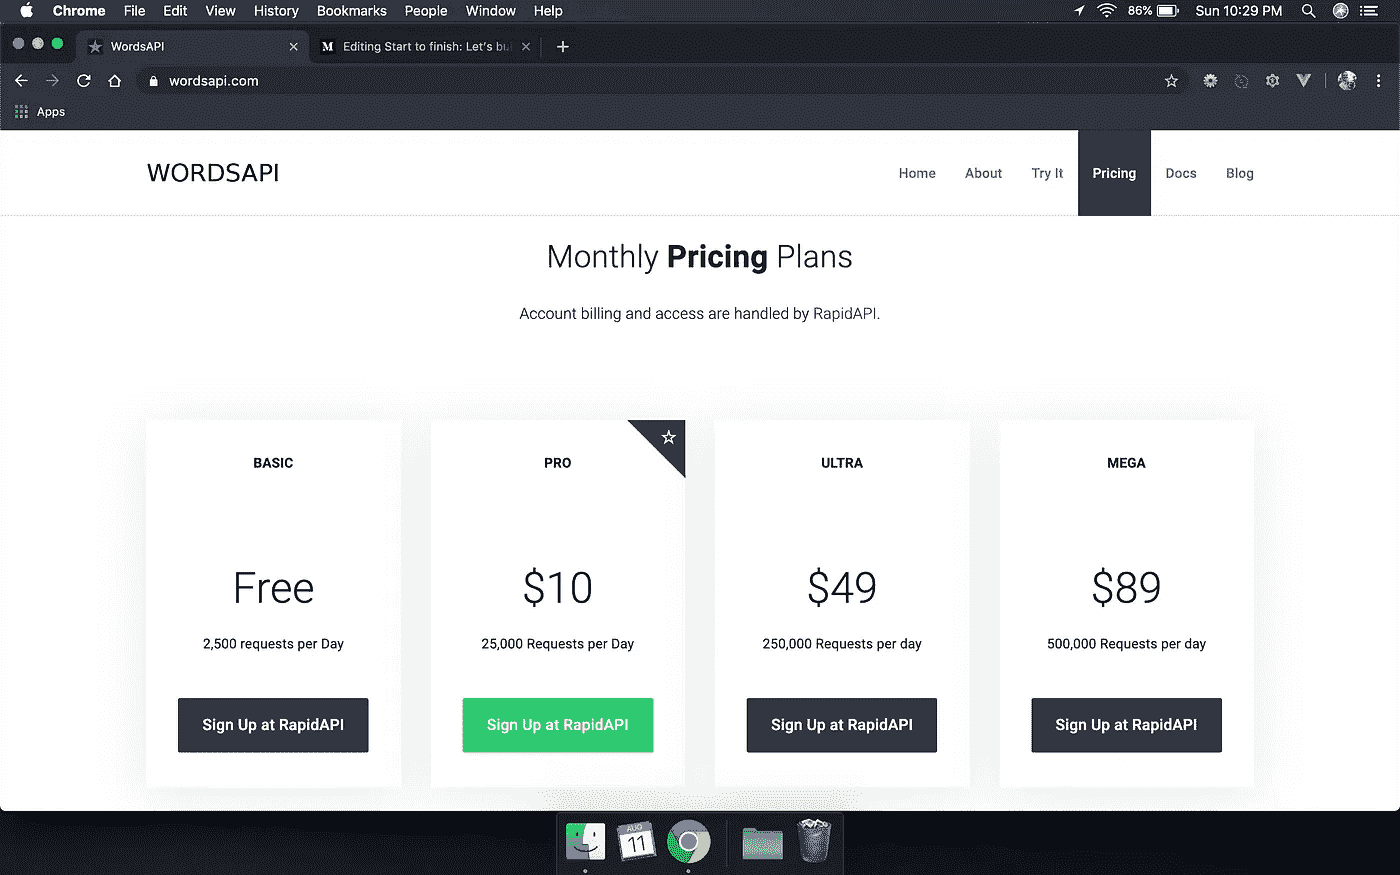 Chrome File Edit View History Bookmarks People Window Help 86% Sun 10:29 PM
WordsAPI Editing Start to finish: Let's bu
wordsapi.com
Apps
WORDSAPI Home About Try It Pricing Docs Blog
Monthly Pricing Plans
Account billing and access are handled by RapidAPI.
BASIC PRO ULTRA MEGA
Free $10 $49 $89
2,500 requests per Day 25,000 Requests per Day 250,000 Requests per day 500,000 Requests per day
Sign Up at RapidAPI Sign Up at RapidAPI Sign Up at RapidAPI Sign Up at RapidAPI
AUG
11